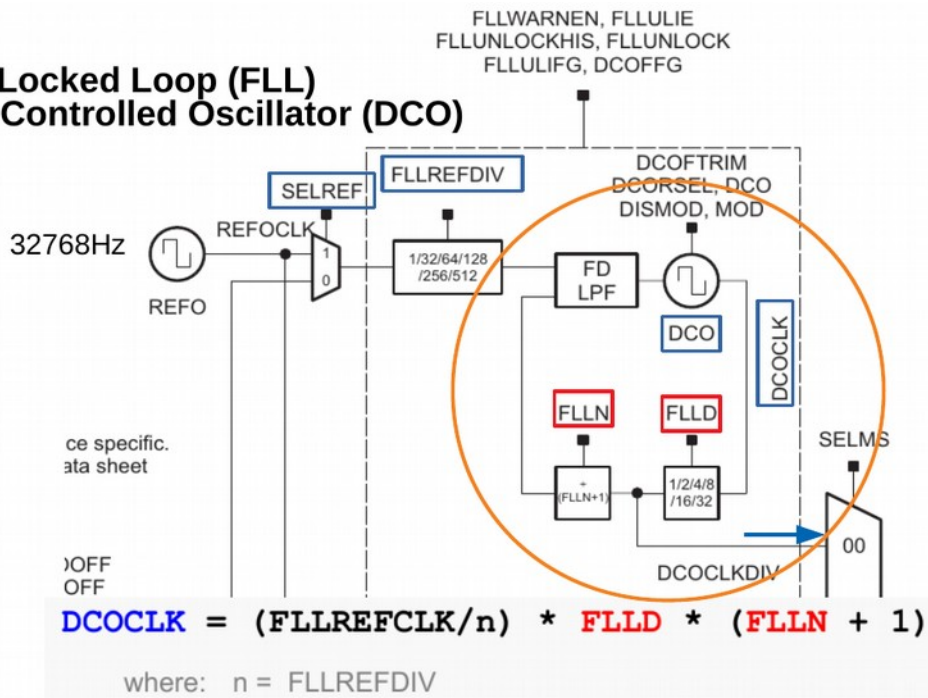 FLLWARNEN, FLLULIE
FLLUNLOCKHIS, FLLUNLOCK
FLLULIFG, DCOFFG
Locked Loop (FLL)
Controlled Oscillator (DCO)
SELREF
FLLREFDIV
DCOFTRIM
DCORSEL, DCO
DISMOD, MOD
32768Hz
REFOCLK
REFO
1
0
1/32/64/128
/256/512
FD
LPF
DCO
DCOCLK
FLLN
FLLD
÷
(FLLN+1)
1/2/4/8
/16/32
SELMS
00
DCOCLKDIV
ce specific.
ata sheet
OOFF
OFF
DCOCLK = (FLLREFCLK/n) * FLLD * (FLLN + 1)
where: n = FLLREFDIV